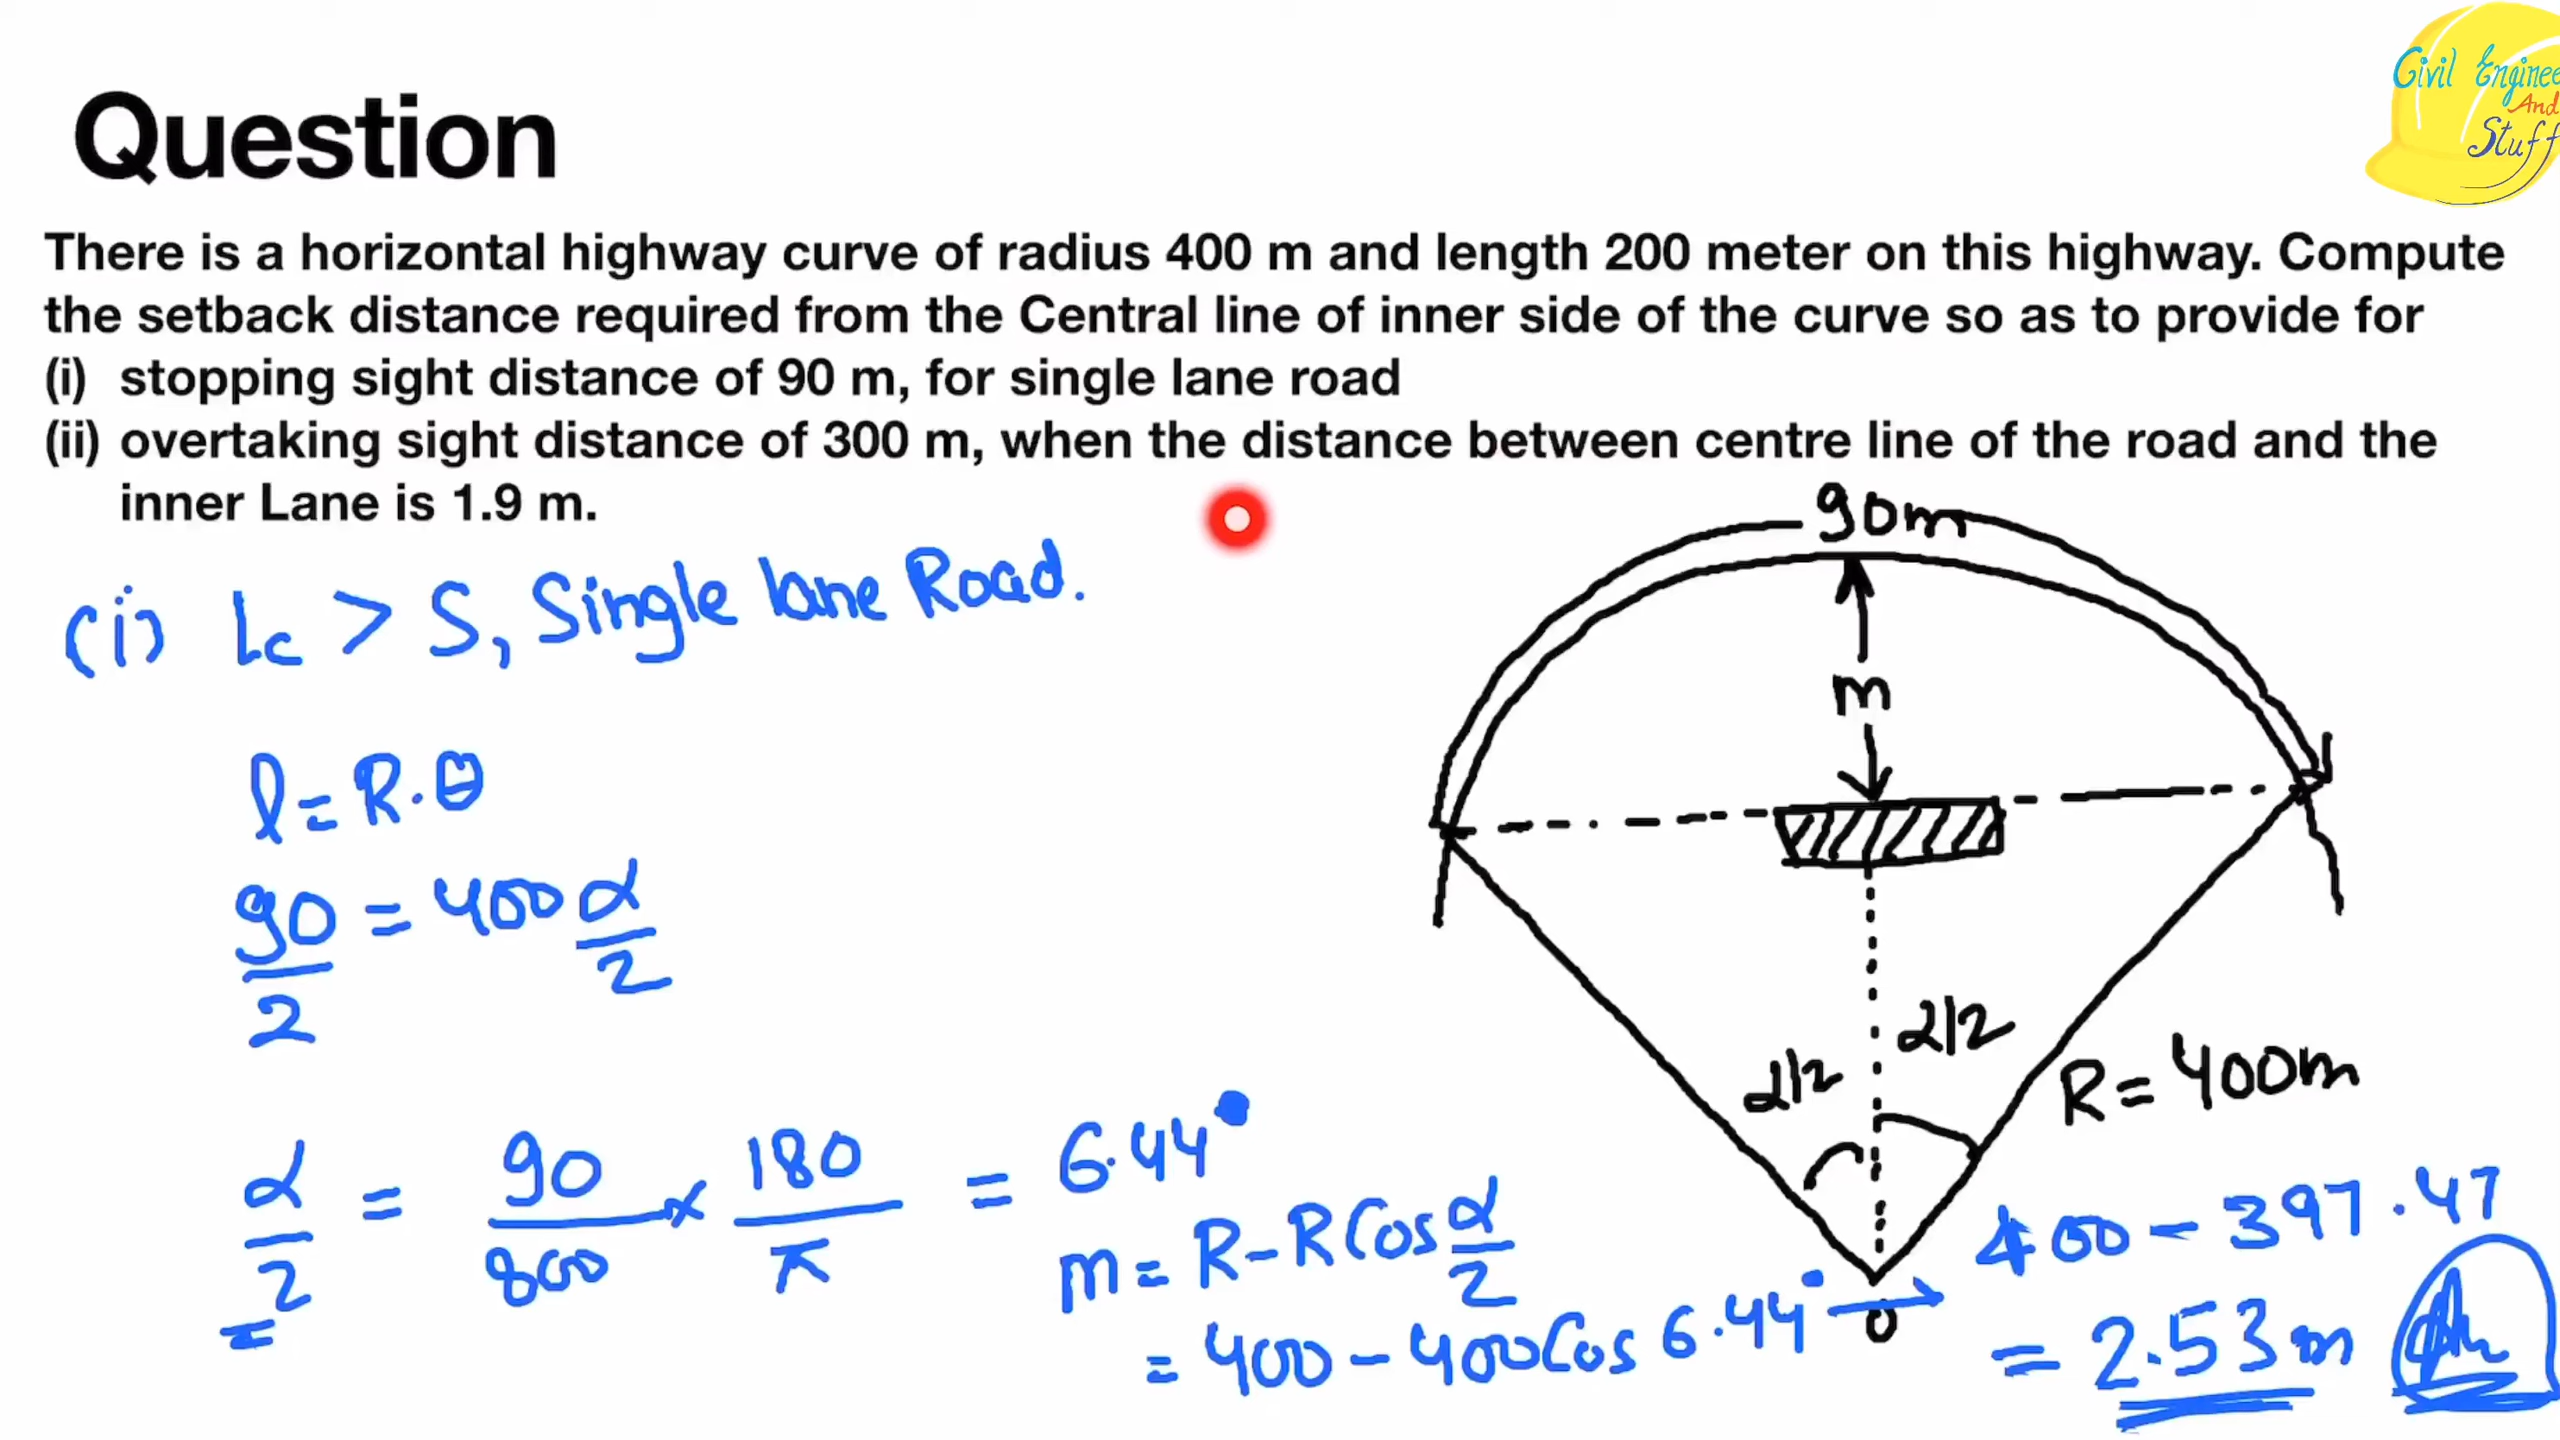 Civil Enginee
And
Stuff
Question
There is a horizontal highway curve of radius 400 m and length 200 meter on this highway. Compute
the setback distance required from the Central line of inner side of the curve so as to provide for
(i) stopping sight distance of 90 m, for single lane road
(ii) overtaking sight distance of 300 m, when the distance between centre line of the road and the
inner Lane is 1.9 m.
(i) Lc > S, Single lane Road.
l = R.θ
90/2 = 400 α/2
α/2 = 90/800 x 180/π = 6.44°
m = R - R Cos α/2
= 400 - 400 Cos 6.44°
400 - 397.47
= 2.53 m
90m
m
α/2
α/2
R = 400m
O